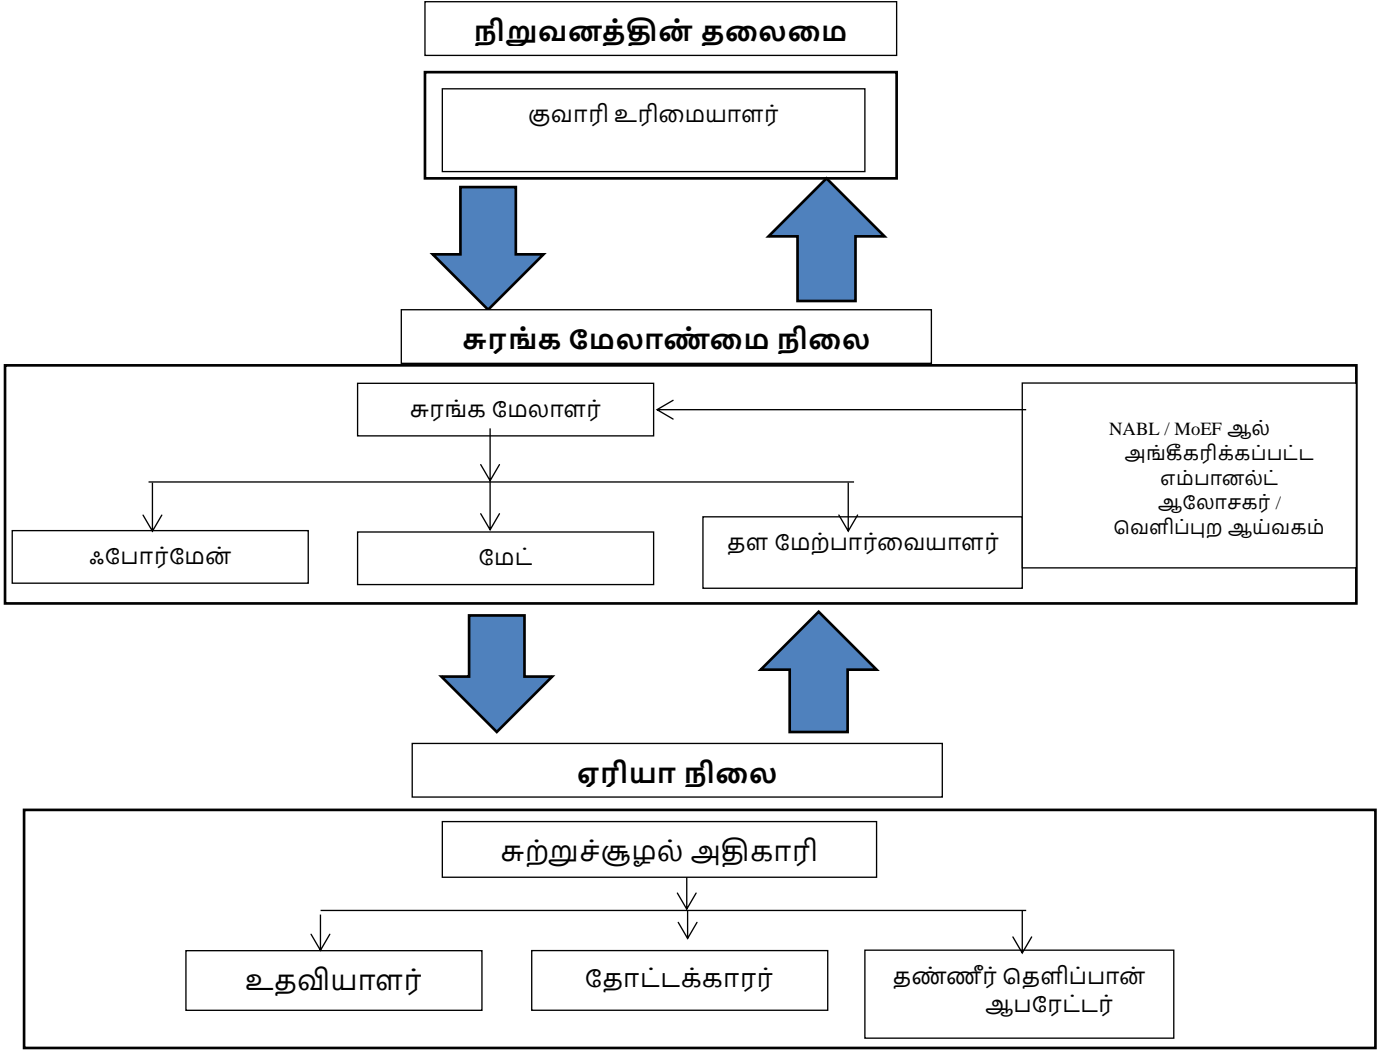 நிறுவனத்தின் தலைமை
குவாரி உரிமையாளர்
சுரங்க மேலாண்மை நிலை
சுரங்க மேலாளர்
NABL / MoEF ஆல்
அங்கீகரிக்கப்பட்ட
எம்பானல்ட்
ஆலோசகர் /
வெளிப்புற ஆய்வகம்
ஃபோர்மேன்
மேட்
தள மேற்பார்வையாளர்
ஏரியா நிலை
சுற்றுச்சூழல் அதிகாரி
உதவியாளர்
தோட்டக்காரர்
தண்ணீர் தெளிப்பான்
ஆபரேட்டர்